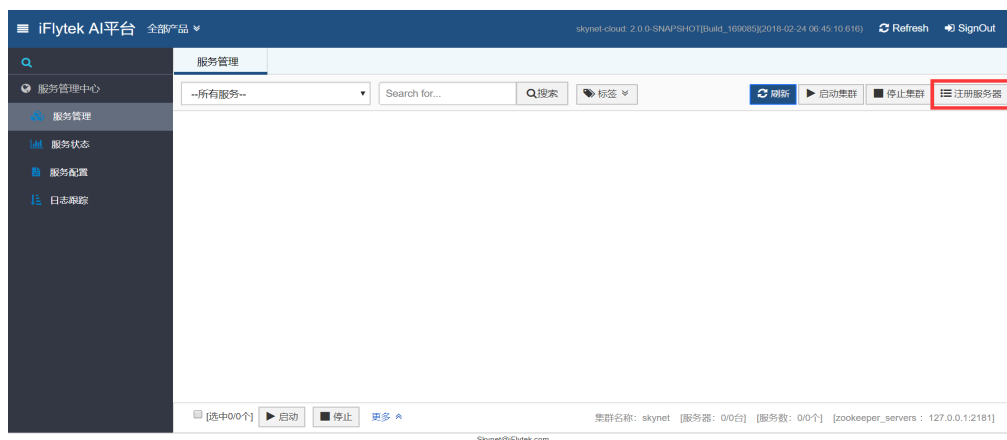 iFlytek AI平台 全部产品 skynet-cloud: 2.0.0-SNAPSHOT[Build_169085](2018-02-24 06:45:10.616) Refresh SignOut
服务管理中心
服务管理
服务状态
服务配置
日志跟踪
服务管理
--所有服务-- Search for... 搜索 标签 刷新 启动集群 停止集群 注册服务器
[选中0/0个] 启动 停止 更多 集群名称：skynet [服务器：0/0台] [服务数：0/0个] [zookeeper_servers：127.0.0.1:2181]
Skynet@iFlytek.com